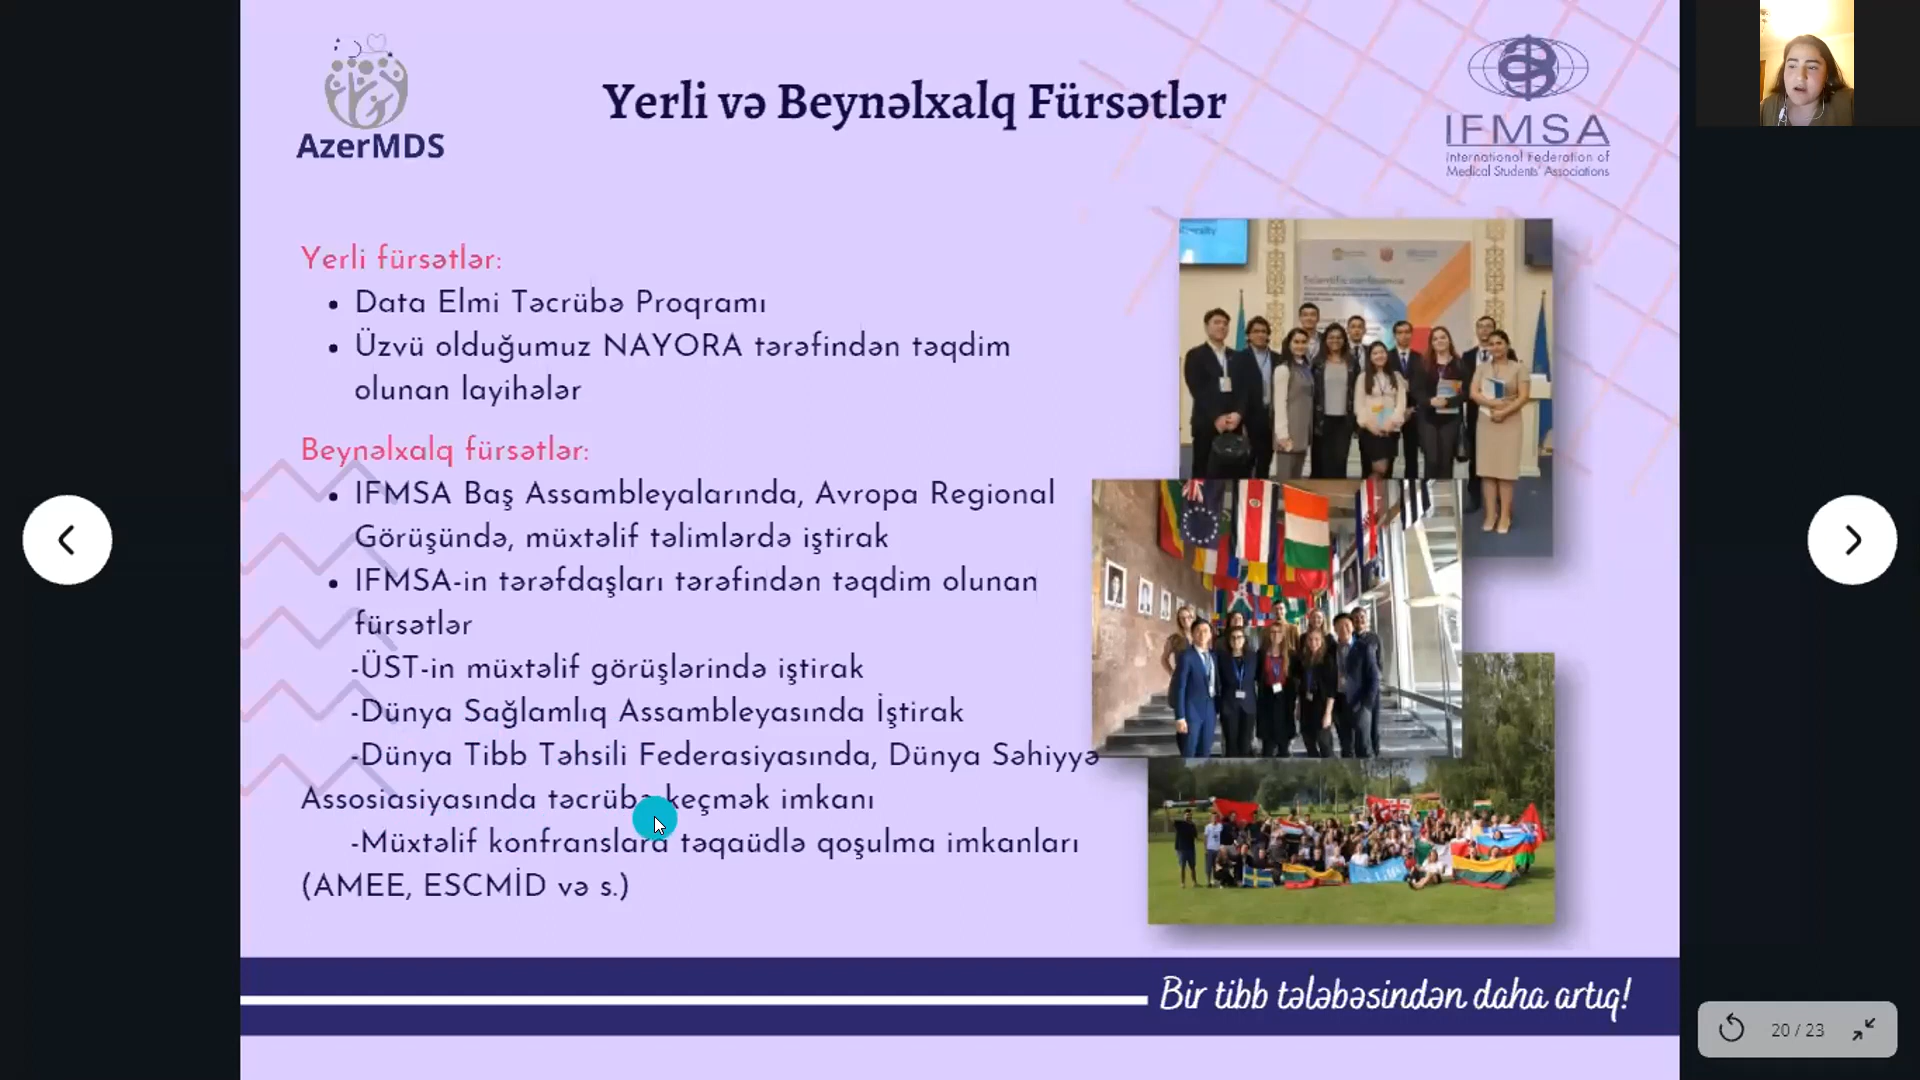 AzerMDS
Yerli və Beynəlxalq Fürsətlər
IFMSA
International Federation of
Medical Students' Associations
Yerli fürsətlər:
• Data Elmi Təcrübə Proqramı
• Üzvü olduğumuz NAYORA tərəfindən təqdim
olunan layihələr
Beynəlxalq fürsətlər:
• IFMSA Baş Assambleyalarında, Avropa Regional
Görüşündə, müxtəlif təlimlərdə iştirak
• IFMSA-in tərəfdaşları tərəfindən təqdim olunan
fürsətlər
-ÜST-in müxtəlif görüşlərində iştirak
-Dünya Sağlamlıq Assambleyasında İştirak
-Dünya Tibb Təhsili Federasiyasında, Dünya Səhiyyə
Assosiasiyasında təcrübə keçmək imkanı
-Müxtəlif konfranslara təqaüdlə qoşulma imkanları
(AMEE, ESCMİD və s.)
Scientific conference
Bir tibb tələbəsindən daha artıq!
20 / 23